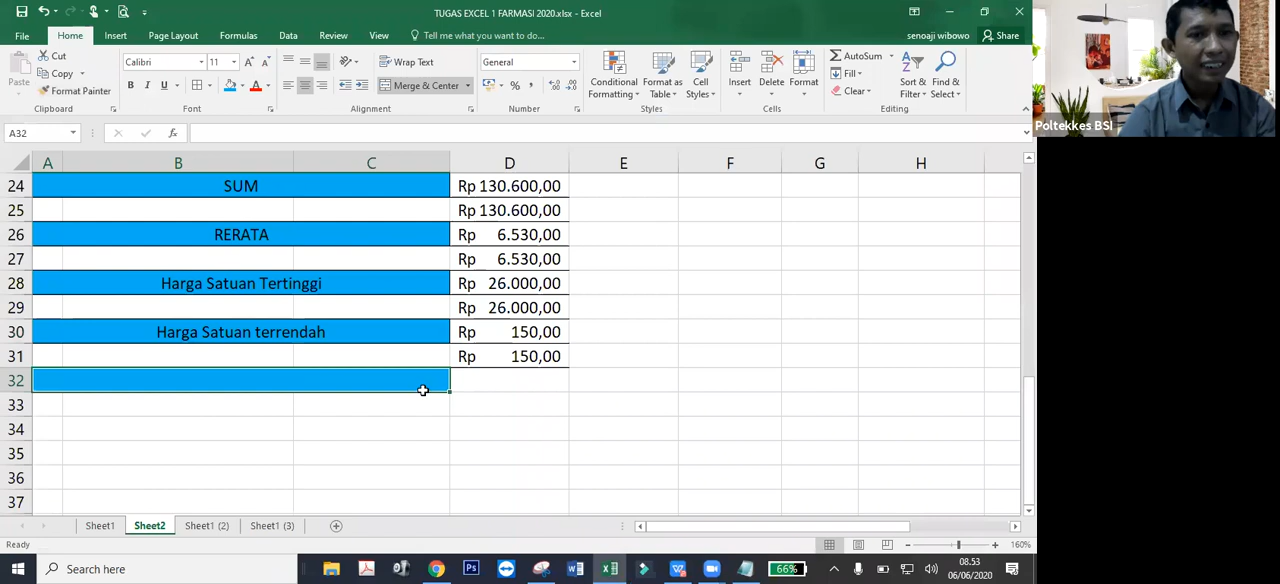 TUGAS EXCEL 1 FARMASI 2020.xlsx - Excel
File Home Insert Page Layout Formulas Data Review View Tell me what you want to do... senoaji wibowo Share
Paste Cut Copy Format Painter Clipboard
Calibri 11 B I U Font
Wrap Text Merge & Center Alignment
General % Number
Conditional Formatting Format as Table Cell Styles Styles
Insert Delete Format Cells
AutoSum Fill Clear Sort & Filter Find & Select Editing
Poltekkes BSI
A32 fx
A B C D E F G H
24 SUM Rp 130.600,00
25 Rp 130.600,00
26 RERATA Rp 6.530,00
27 Rp 6.530,00
28 Harga Satuan Tertinggi Rp 26.000,00
29 Rp 26.000,00
30 Harga Satuan terrendah Rp 150,00
31 Rp 150,00
32
33
34
35
36
37
Sheet1 Sheet2 Sheet1 (2) Sheet1 (3)
Ready 160%
Search here 66% 08.53
06/06/2020